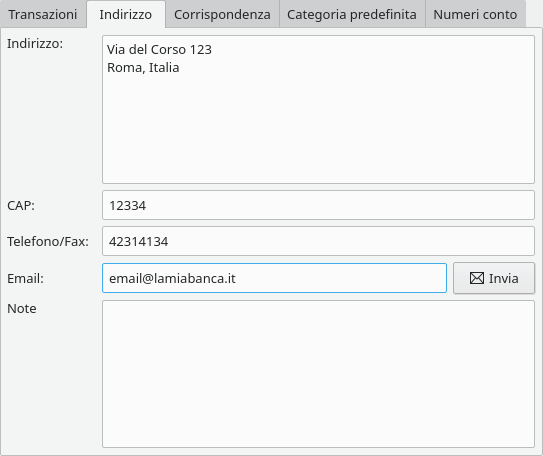 Transazioni Indirizzo Corrispondenza Categoria predefinita Numeri conto
Indirizzo:
Via del Corso 123
Roma, Italia
CAP: 12334
Telefono/Fax: 42314134
Email: email@lamiabanca.it Invia
Note